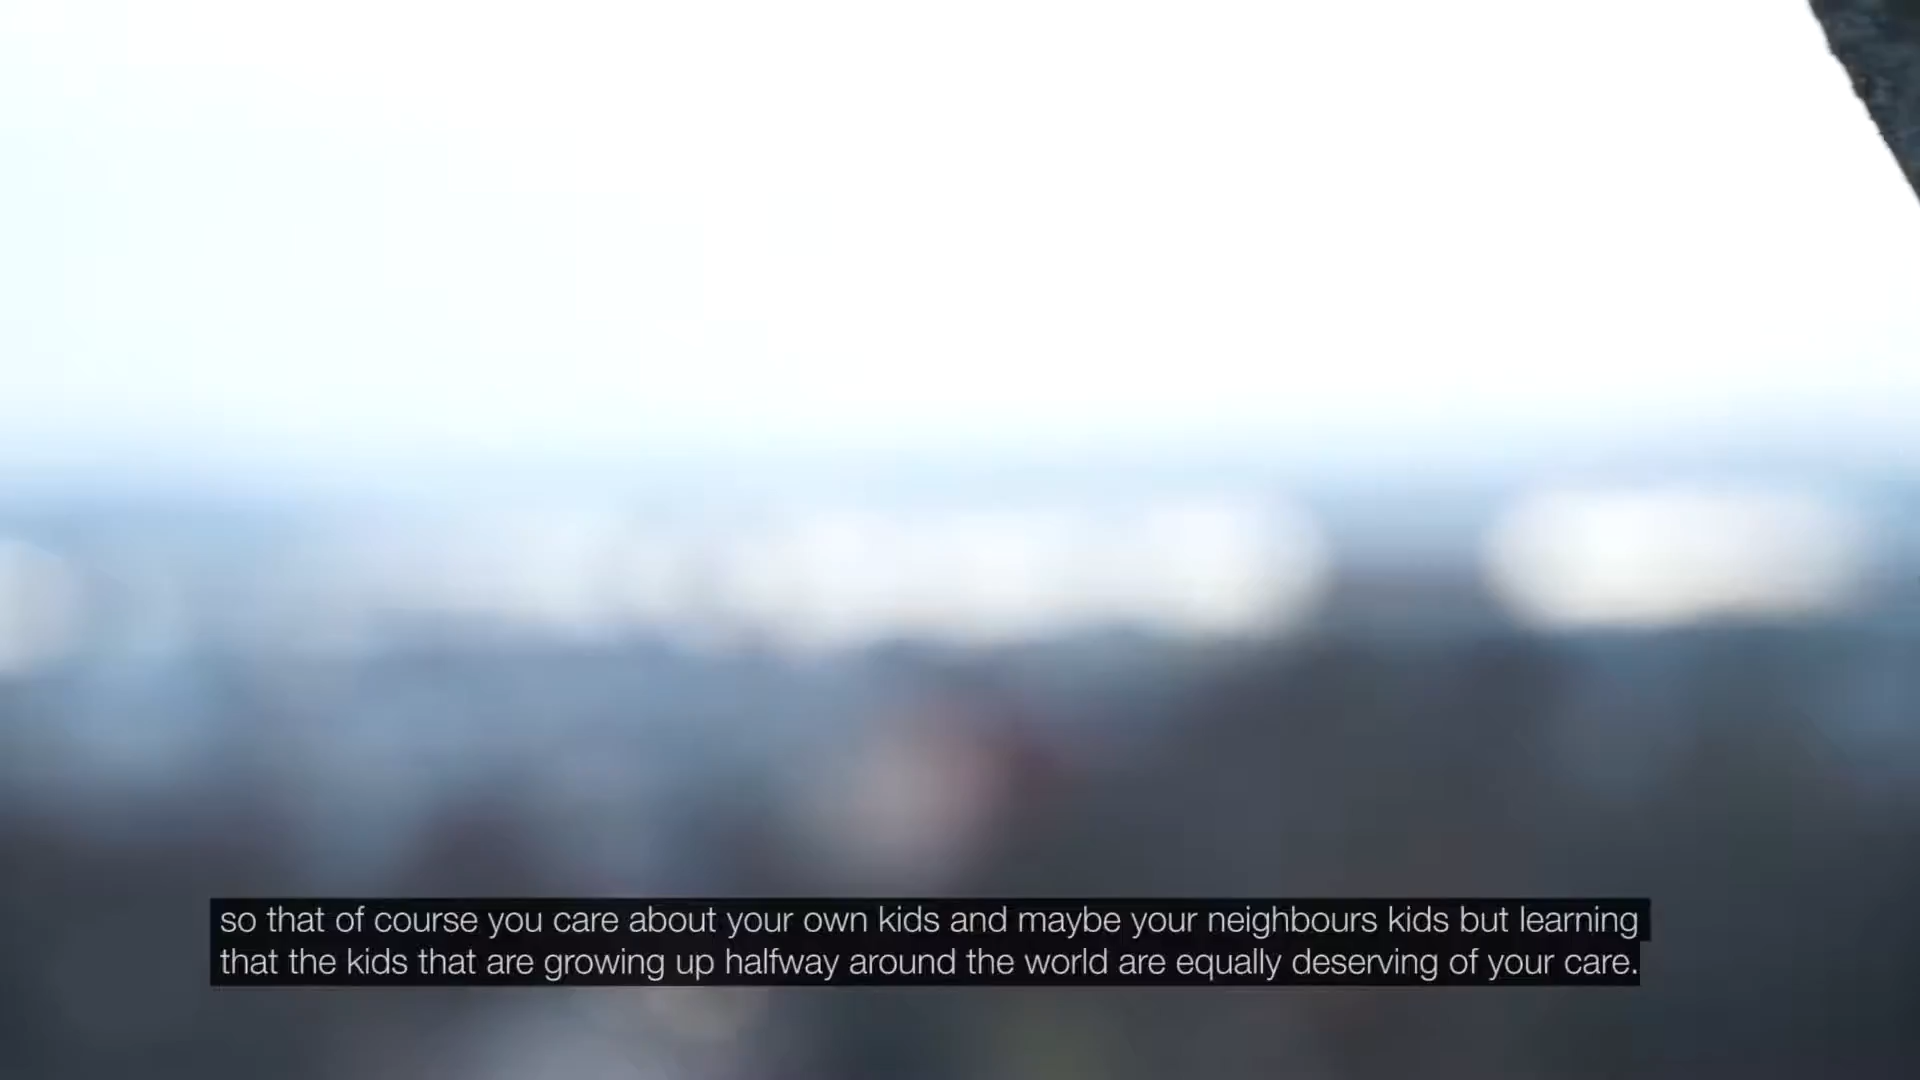 so that of course you care about your own kids and maybe your neighbours kids but learning
that the kids that are growing up halfway around the world are equally deserving of your care.